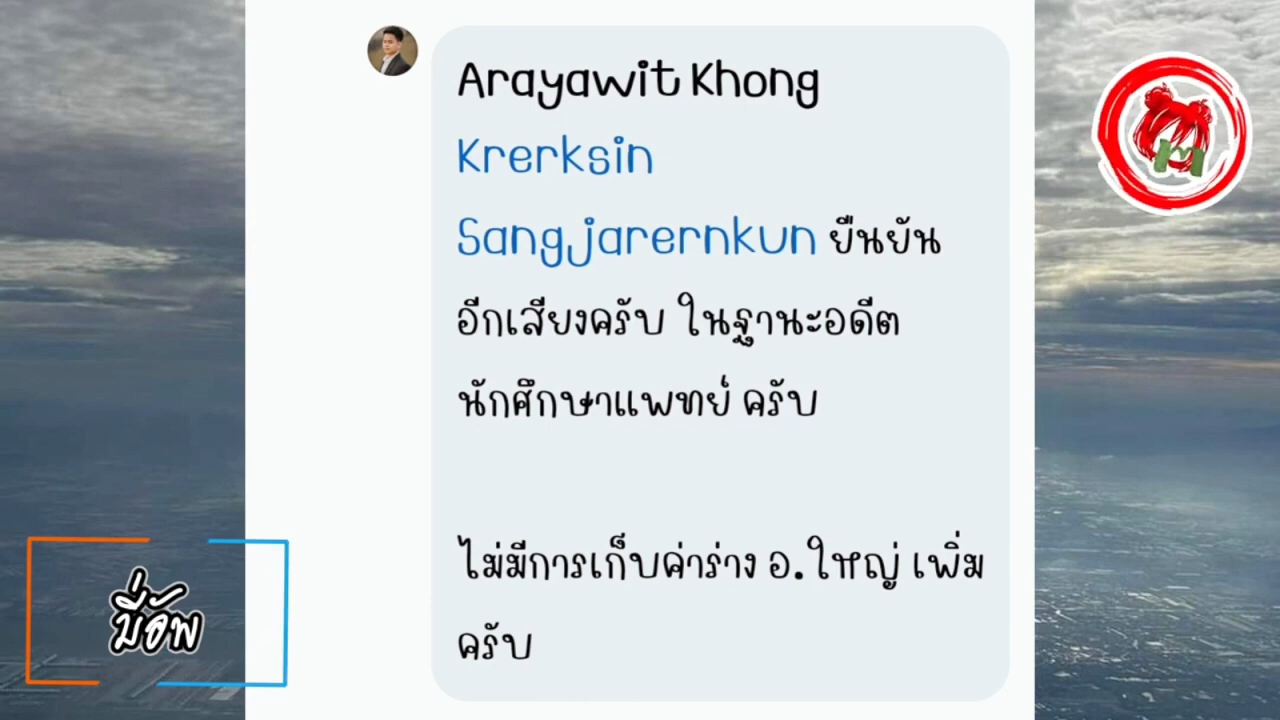 Arayawit Khong
Krerksin
Sangjarernkun ยืนยัน
อีกเสียงครับ ในฐานะอดีต
นักศึกษาแพทย์ ครับ
ไม่มีการเก็บค่าร่าง อ.ใหญ่ เพิ่ม
ครับ
มี่อัพ